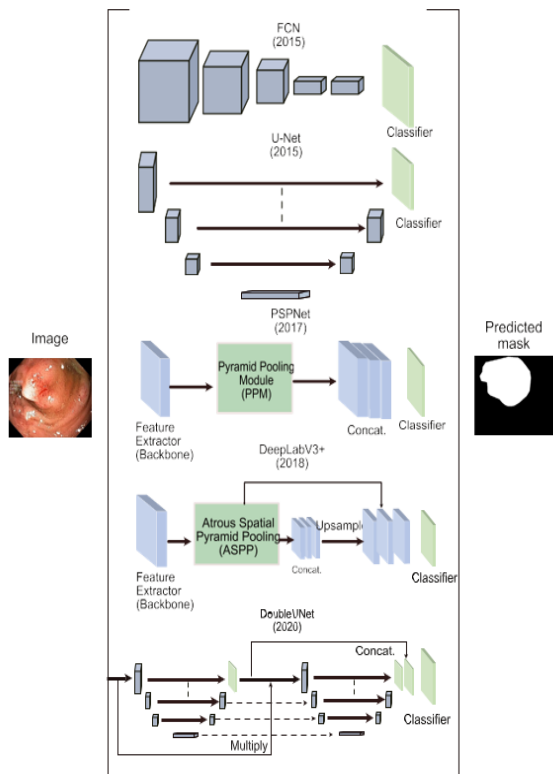 FCN
(2015)
Classifier
U-Net
(2015)
Classifier
PSPNet
(2017)
Image
Predicted
mask
Pyramid Pooling
Module
(PPM)
Feature
Extractor
(Backbone)
Concat.
Classifier
DeepLabV3+
(2018)
Atrous Spatial
Pyramid Pooling
(ASPP)
Upsample
Concat.
Feature
Extractor
(Backbone)
Classifier
DoubleUNet
(2020)
Concat.
Classifier
Multiply